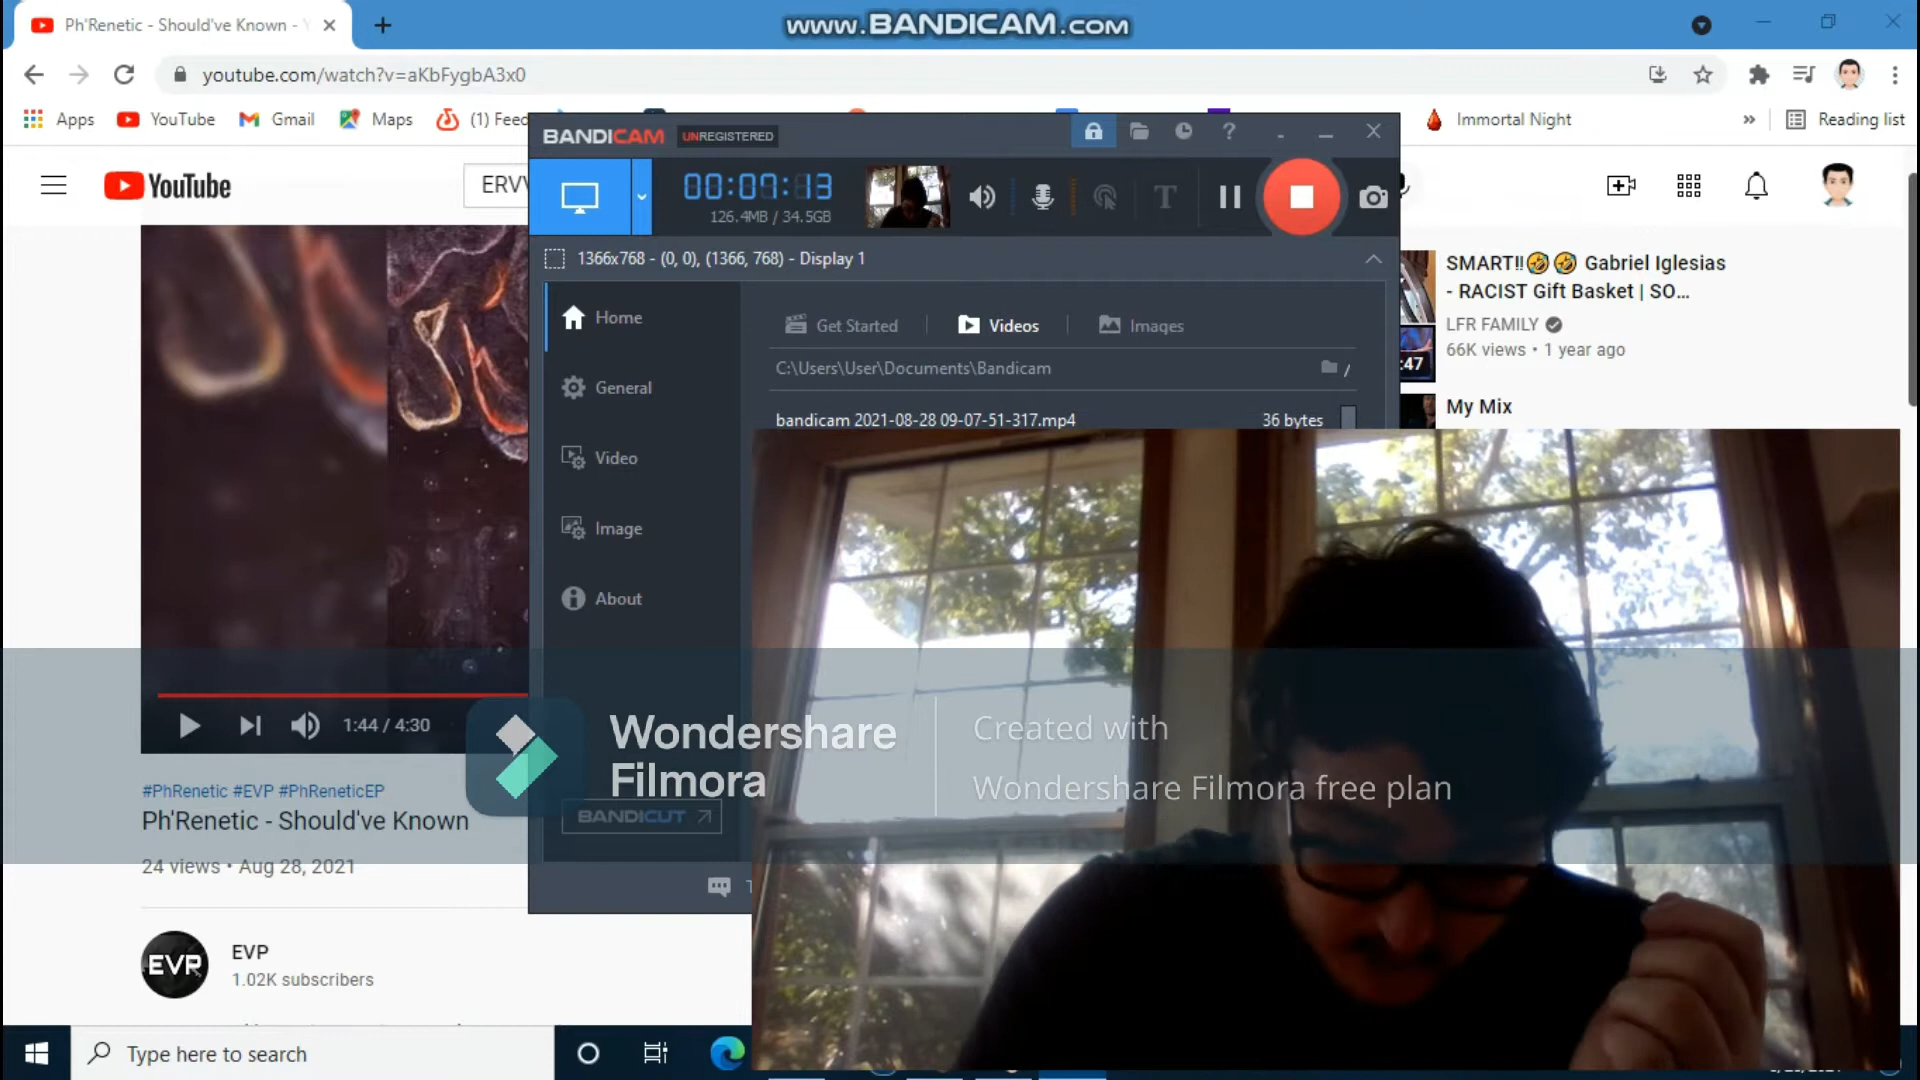 Ph'Renetic - Should've Known -
www.BANDICAM.com
youtube.com/watch?v=aKbFygbA3x0
Apps
YouTube
Gmail
Maps
(1) Feed
Immortal Night
»
Reading list
BANDICAM UNREGISTERED
YouTube
00:07:13
126.4MB / 34.5GB
1366x768 - (0, 0), (1366, 768) - Display 1
Home
General
Video
Image
About
Get Started
Videos
Images
C:\Users\User\Documents\Bandicam
bandicam 2021-08-28 09-07-51-317.mp4
36 bytes
BANDICUT
SMART!!🤣🤣 Gabriel Iglesias
- RACIST Gift Basket | SO...
LFR FAMILY
66K views • 1 year ago
:47
My Mix
1:44 / 4:30
Wondershare
Filmora
Created with
Wondershare Filmora free plan
#PhRenetic #EVP #PhReneticEP
Ph'Renetic - Should've Known
24 views • Aug 28, 2021
EVP
EVP
1.02K subscribers
Type here to search